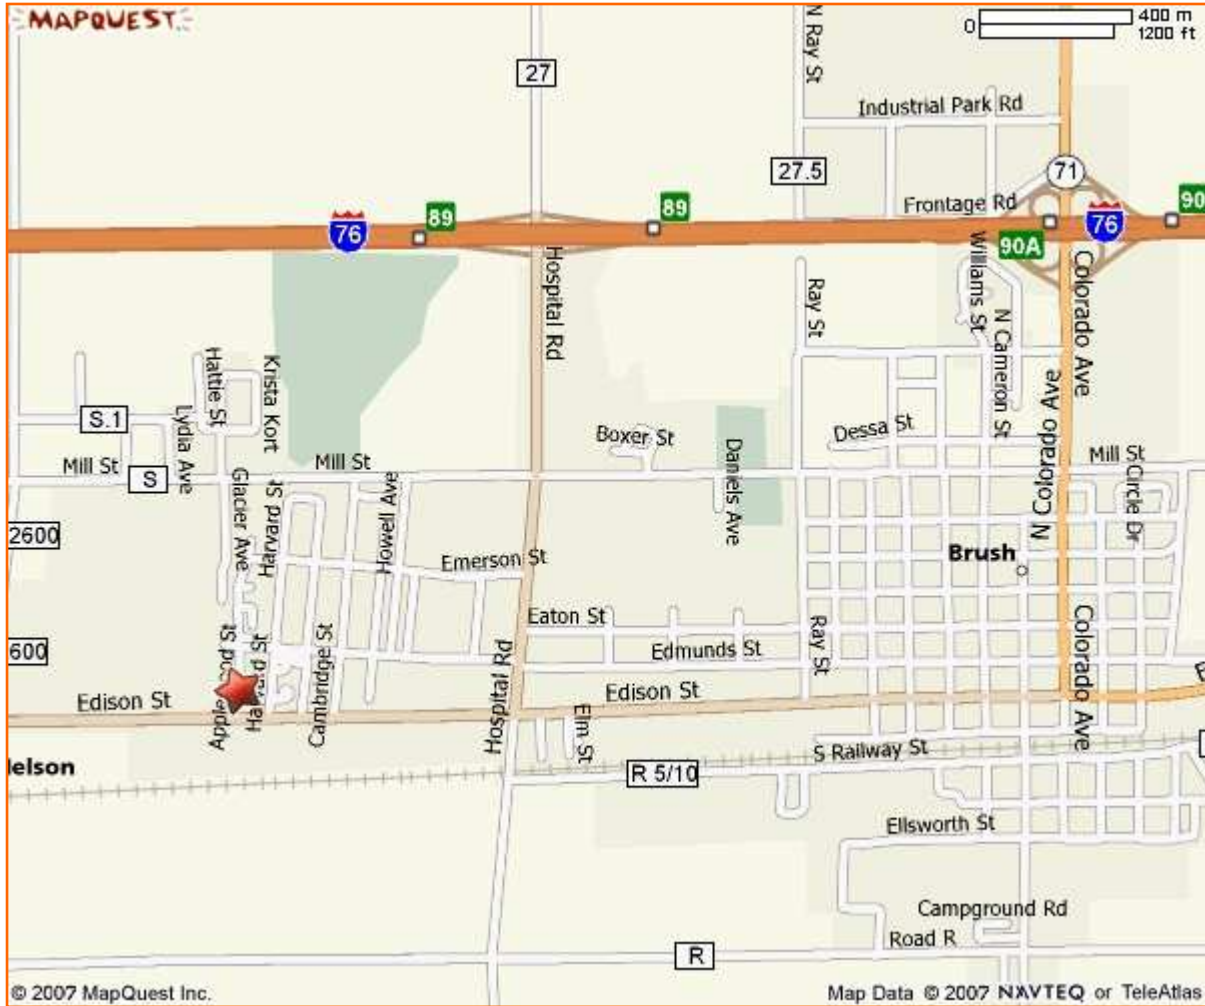 MAPQUEST
400 m
0
1200 ft
27
N Ray St
Industrial Park Rd
27.5
71
Frontage Rd
89
89
90
76
76
90A
Hospital Rd
Williams St
Colorado Ave
Ray St
N Cameron St
Hattie St
Krista Kort
S.1
Lydia Ave
Boxer St
Dessa St
Daniels Ave
N Colorado Ave
Mill St
S
Mill St
Mill St
Circle Dr
Glacier Ave
Harvard St
Howell Ave
2600
Emerson St
Brush
Eaton St
600
Cambridge St
Edmunds St
Ray St
Colorado Ave
Edison St
Edison St
Hospital Rd
Elm St
S Railway St
elson
R 5/10
Ellsworth St
Campground Rd
Road R
R
© 2007 MapQuest Inc.
Map Data © 2007 NAVTEQ or TeleAtlas